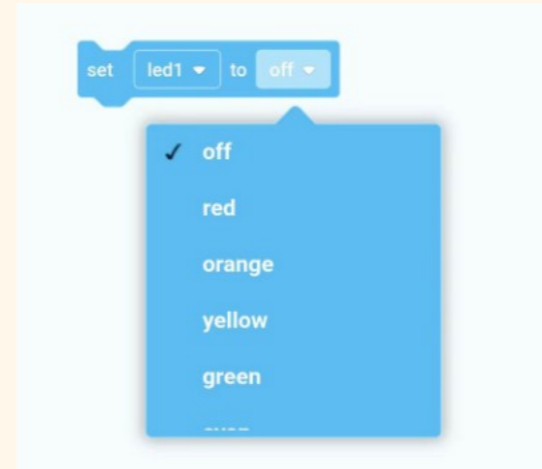 set led1 to off
✓ off
red
orange
yellow
green